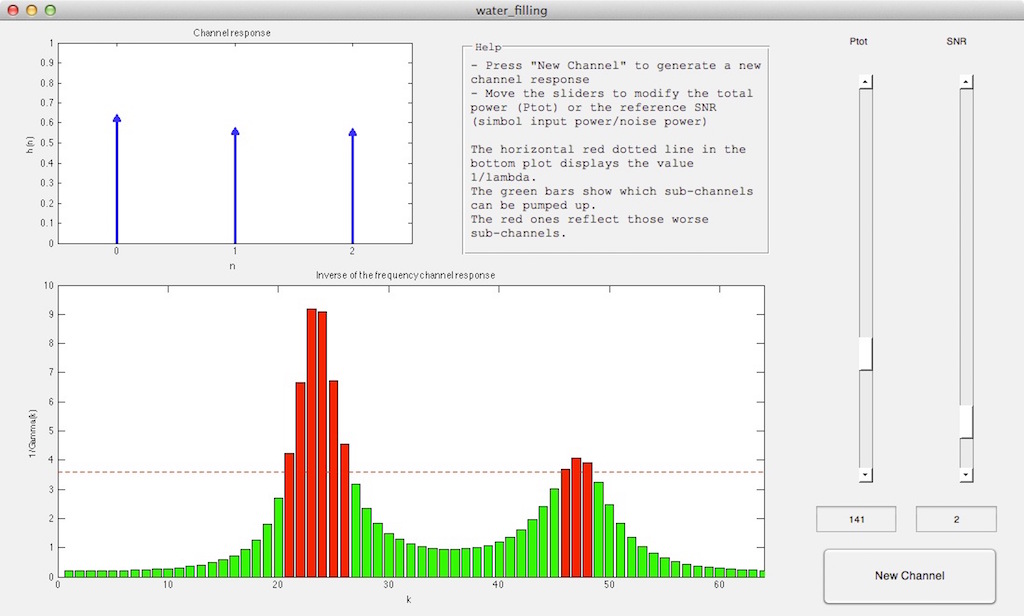 water_filling
Channel response
1
0.9
0.8
0.7
0.6
0.5
0.4
0.3
0.2
0.1
0
h(n)
0 1 2
n
Help
- Press "New Channel" to generate a new
channel response
- Move the sliders to modify the total
power (Ptot) or the reference SNR
(simbol input power/noise power)
The horizontal red dotted line in the
bottom plot displays the value
1/lambda.
The green bars show which sub-channels
can be pumped up.
The red ones reflect those worse
sub-channels.
Ptot
SNR
Inverse of the frequency channel response
10
9
8
7
6
5
4
3
2
1
0
1/Gamma(k)
0 10 20 30 40 50 60
k
141
2
New Channel